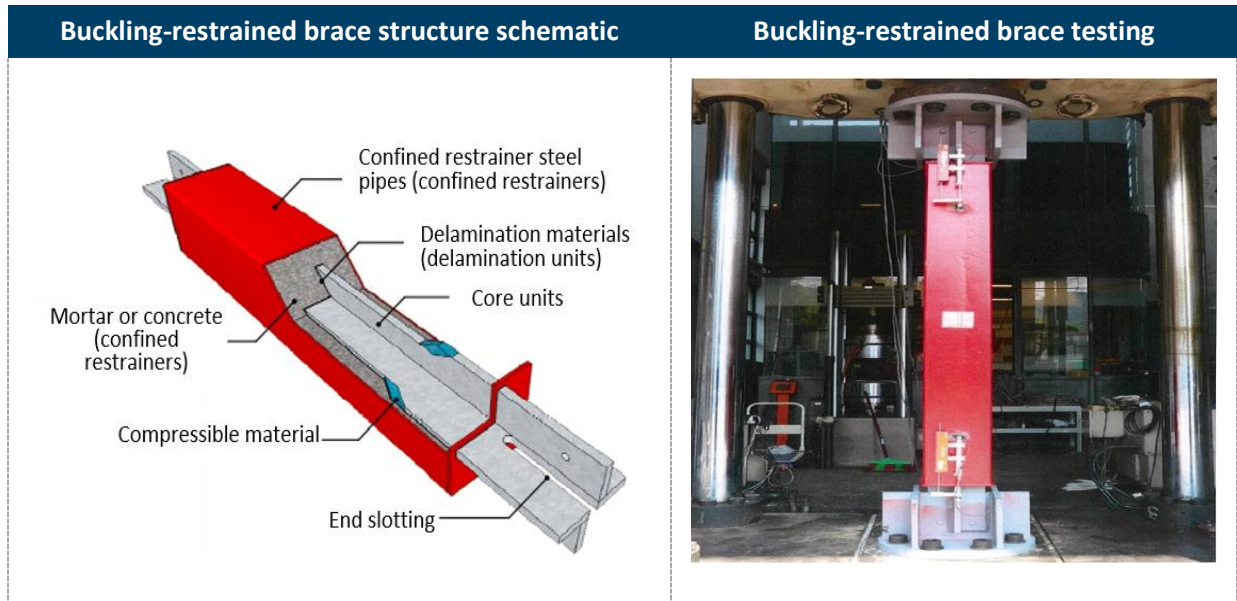 Buckling-restrained brace structure schematic
Buckling-restrained brace testing
Confined restrainer steel
pipes (confined restrainers)
Delamination materials
(delamination units)
Core units
Mortar or concrete
(confined
restrainers)
Compressible material
End slotting